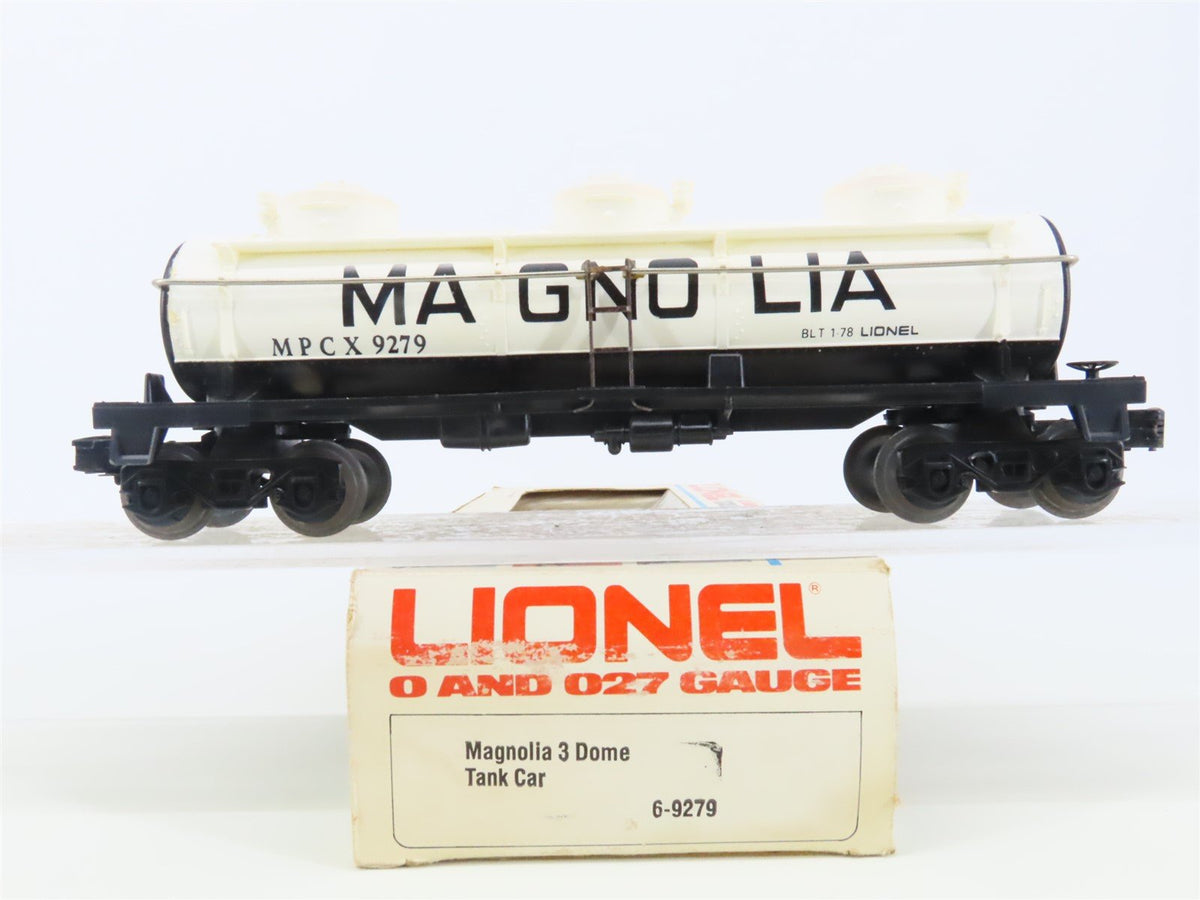 MA GNO LIA
MPCX 9279
BLT 1-78 LIONEL
LIONEL®
O AND O27 GAUGE
Magnolia 3 Dome
Tank Car
6-9279